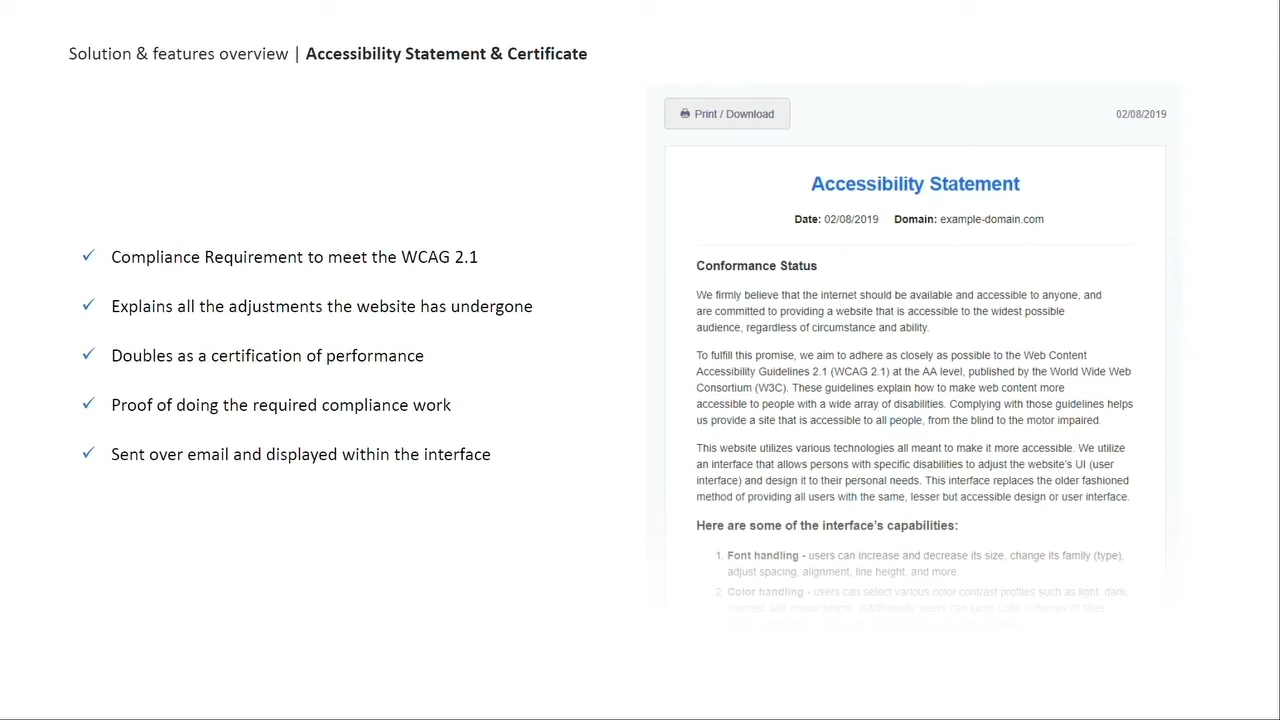 Solution & features overview | Accessibility Statement & Certificate
✓ Compliance Requirement to meet the WCAG 2.1
✓ Explains all the adjustments the website has undergone
✓ Doubles as a certification of performance
✓ Proof of doing the required compliance work
✓ Sent over email and displayed within the interface
Print / Download
02/08/2019
Accessibility Statement
Date: 02/08/2019 Domain: example-domain.com
Conformance Status
We firmly believe that the internet should be available and accessible to anyone, and
are committed to providing a website that is accessible to the widest possible
audience, regardless of circumstance and ability.
To fulfill this promise, we aim to adhere as closely as possible to the Web Content
Accessibility Guidelines 2.1 (WCAG 2.1) at the AA level, published by the World Wide Web
Consortium (W3C). These guidelines explain how to make web content more
accessible to people with a wide array of disabilities. Complying with those guidelines helps
us provide a site that is accessible to all people, from the blind to the motor impaired.
This website utilizes various technologies all meant to make it more accessible. We utilize
an interface that allows persons with specific disabilities to adjust the website's UI (user
interface) and design it to their personal needs. This interface replaces the older fashioned
method of providing all users with the same, lesser but accessible design or user interface.
Here are some of the interface's capabilities:
1. Font handling - users can increase and decrease its size, change its family (type),
adjust spacing, alignment, line height, and more.
2. Color handling - users can select various color contrast profiles such as light, dark,
inverted and monochrome. Additionally, users can swap color schemes of titles,